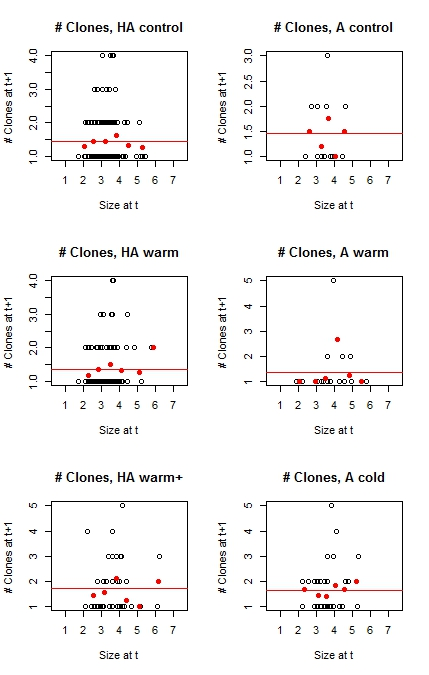 # Clones, HA control
# Clones at t+1
1.0 2.0 3.0 4.0
1 2 3 4 5 6 7
Size at t
# Clones, A control
# Clones at t+1
1.0 1.5 2.0 2.5 3.0
1 2 3 4 5 6 7
Size at t
# Clones, HA warm
# Clones at t+1
1.0 2.0 3.0 4.0
1 2 3 4 5 6 7
Size at t
# Clones, A warm
# Clones at t+1
1 2 3 4 5
1 2 3 4 5 6 7
Size at t
# Clones, HA warm+
# Clones at t+1
1 2 3 4 5
1 2 3 4 5 6 7
Size at t
# Clones, A cold
# Clones at t+1
1 2 3 4 5
1 2 3 4 5 6 7
Size at t